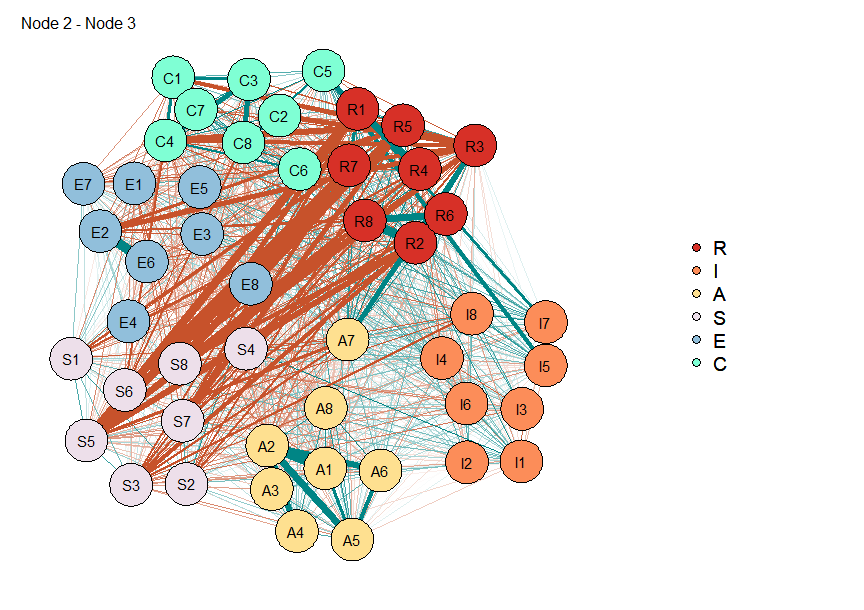 Node 2 - Node 3
C1
C3
C5
C7
C2
R1
R5
C4
C8
R3
C6
R7
R4
E7
E1
E5
R8
R6
E2
E3
R2
E6
E8
E4
I8
I7
A7
S1
S8
S4
I4
I5
S6
A8
I6
I3
S7
S5
A2
A1
A6
I2
I1
S3
S2
A3
A4
A5
R
I
A
S
E
C